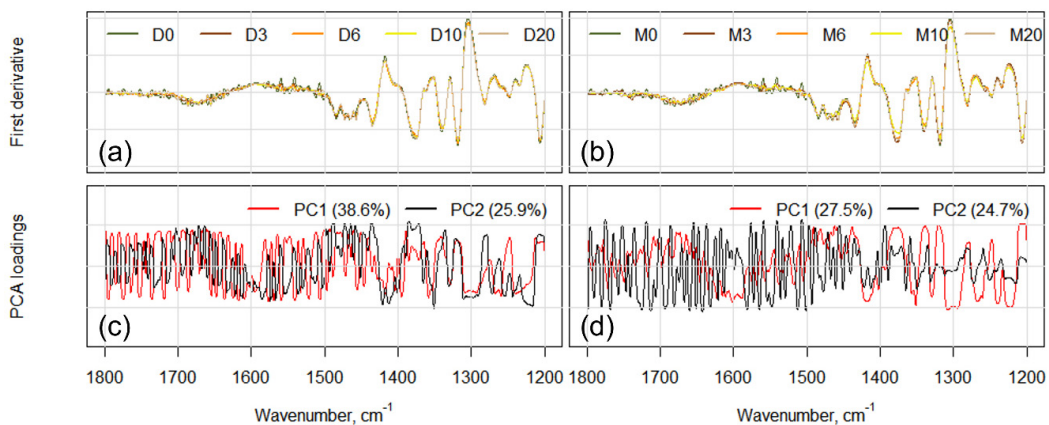 First derivative
D0 D3 D6 D10 D20
(a)
M0 M3 M6 M10 M20
(b)
PCA loadings
PC1 (38.6%) PC2 (25.9%)
(c)
PC1 (27.5%) PC2 (24.7%)
(d)
1800 1700 1600 1500 1400 1300 1200
1800 1700 1600 1500 1400 1300 1200
Wavenumber, cm⁻¹
Wavenumber, cm⁻¹